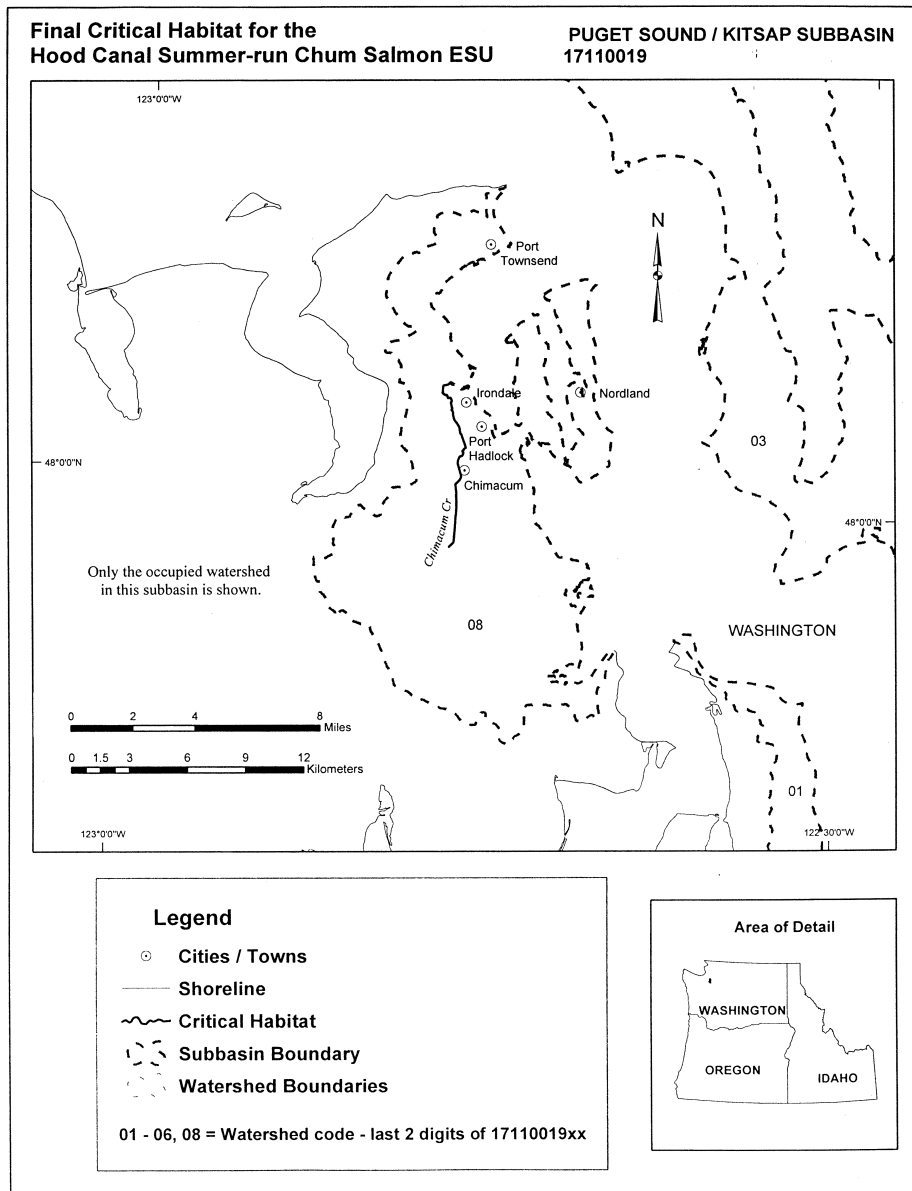 Final Critical Habitat for the
Hood Canal Summer-run Chum Salmon ESU
PUGET SOUND / KITSAP SUBBASIN
17110019
123°0'0"W
N
Port
Townsend
Irondale
Nordland
Port
Hadlock
03
48°0'0"N
Chimacum
Chimacum Cr
48°0'0"N
Only the occupied watershed
in this subbasin is shown.
08
WASHINGTON
0 2 4 8
Miles
0 1.5 3 6 9 12
Kilometers
01
123°0'0"W
122°30'0"W
Legend
Cities / Towns
Shoreline
Critical Habitat
Subbasin Boundary
Watershed Boundaries
01 - 06, 08 = Watershed code - last 2 digits of 17110019xx
Area of Detail
WASHINGTON
OREGON
IDAHO